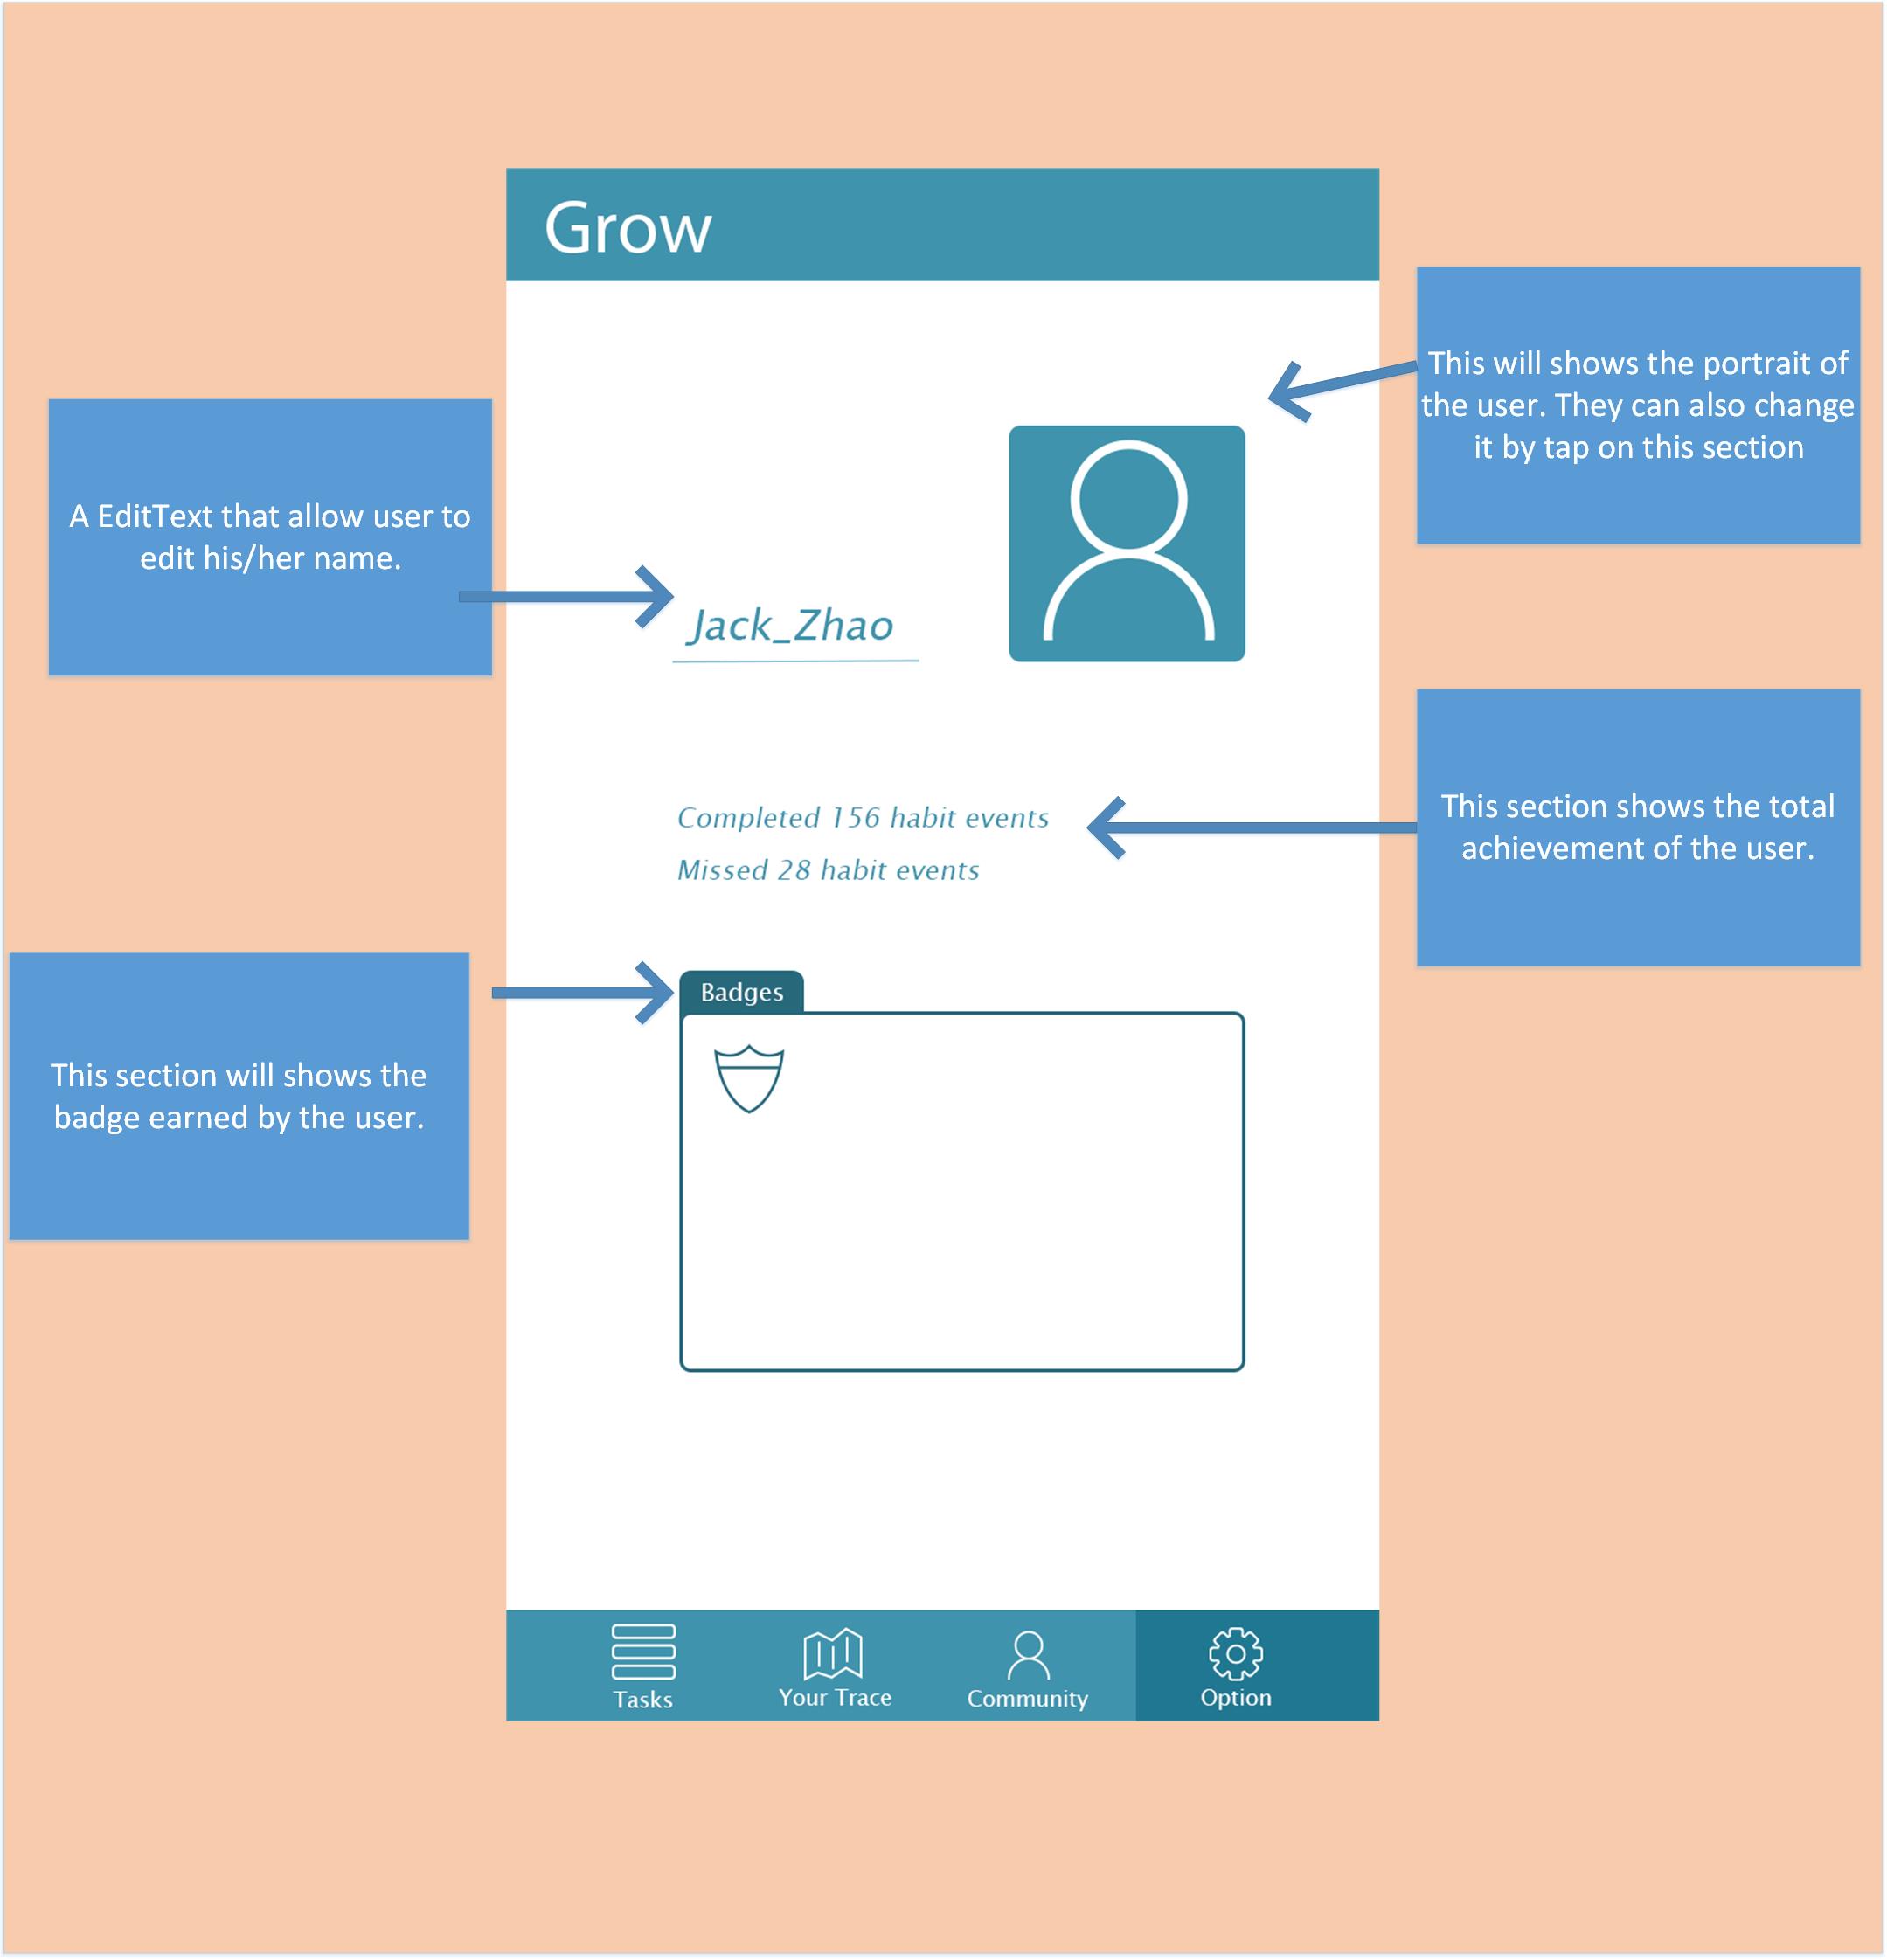 Grow
This will shows the portrait of
the user. They can also change
it by tap on this section
A EditText that allow user to
edit his/her name.
Jack_Zhao
This section shows the total
achievement of the user.
Completed 156 habit events
Missed 28 habit events
Badges
This section will shows the
badge earned by the user.
Tasks
Your Trace
Community
Option